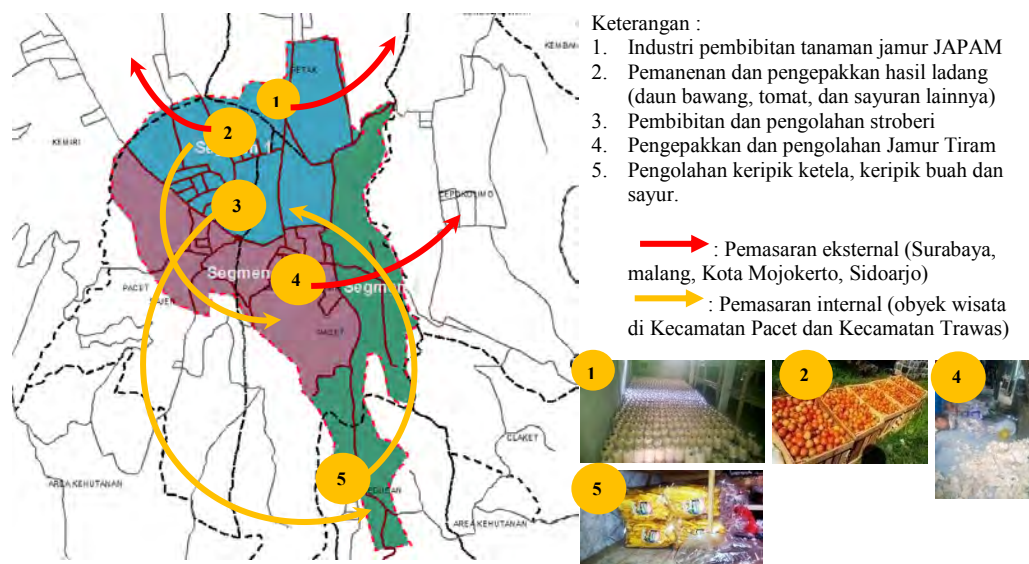 KEMIRI
PETAK
1
2
Segmen I
3
CEPOKOLIMO
Segmen
4
Segmen
PACET
PACET
5
CLAKET
AREA KEHUTANAN
AREA KEHUTANAN
Keterangan :
1. Industri pembibitan tanaman jamur JAPAM
2. Pemanenan dan pengepakkan hasil ladang
(daun bawang, tomat, dan sayuran lainnya)
3. Pembibitan dan pengolahan stroberi
4. Pengepakkan dan pengolahan Jamur Tiram
5. Pengolahan keripik ketela, keripik buah dan
sayur.
: Pemasaran eksternal (Surabaya,
malang, Kota Mojokerto, Sidoarjo)
: Pemasaran internal (obyek wisata
di Kecamatan Pacet dan Kecamatan Trawas)
1
2
4
5